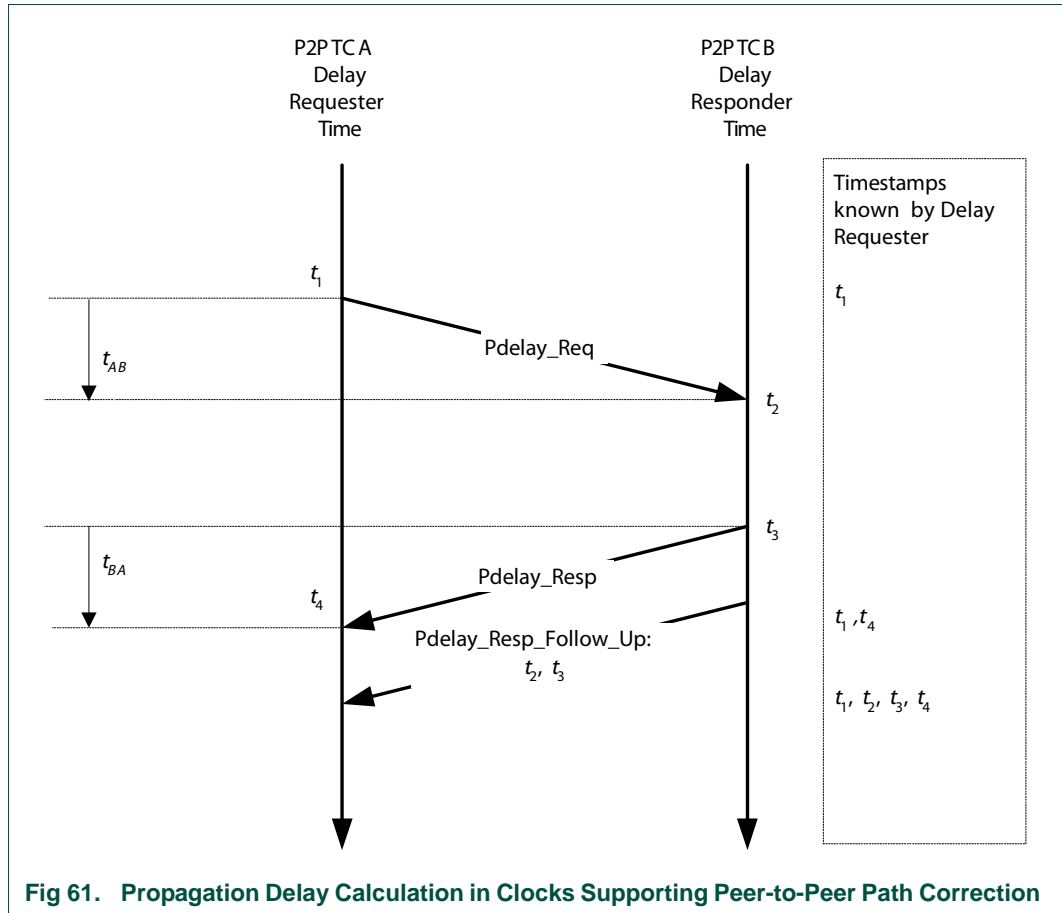 P2P TC A
Delay
Requester
Time
P2P TC B
Delay
Responder
Time
Timestamps
known by Delay
Requester
t1
t1
Pdelay_Req
tAB
t2
t3
tBA
Pdelay_Resp
t4
t1 ,t4
Pdelay_Resp_Follow_Up:
t2, t3
t1, t2, t3, t4
Fig 61. Propagation Delay Calculation in Clocks Supporting Peer-to-Peer Path Correction